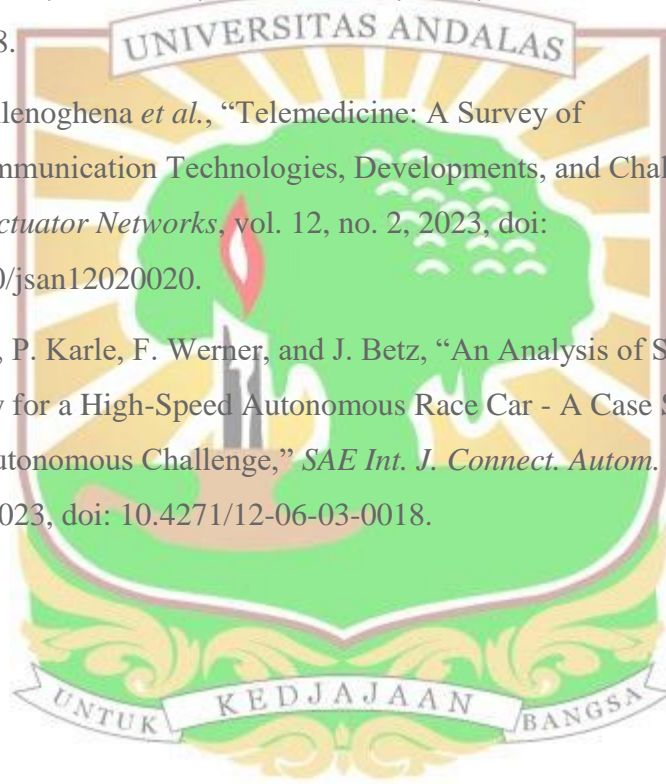 8.
UNIVERSITAS ANDALAS
lenoghena et al., “Telemedicine: A Survey of
mmunication Technologies, Developments, and Chal
ctuator Networks, vol. 12, no. 2, 2023, doi:
0/jsan12020020.
, P. Karle, F. Werner, and J. Betz, “An Analysis of S
y for a High-Speed Autonomous Race Car - A Case S
utonomous Challenge,” SAE Int. J. Connect. Autom.
023, doi: 10.4271/12-06-03-0018.
UNTUK KEDJAJAAN BANGSA